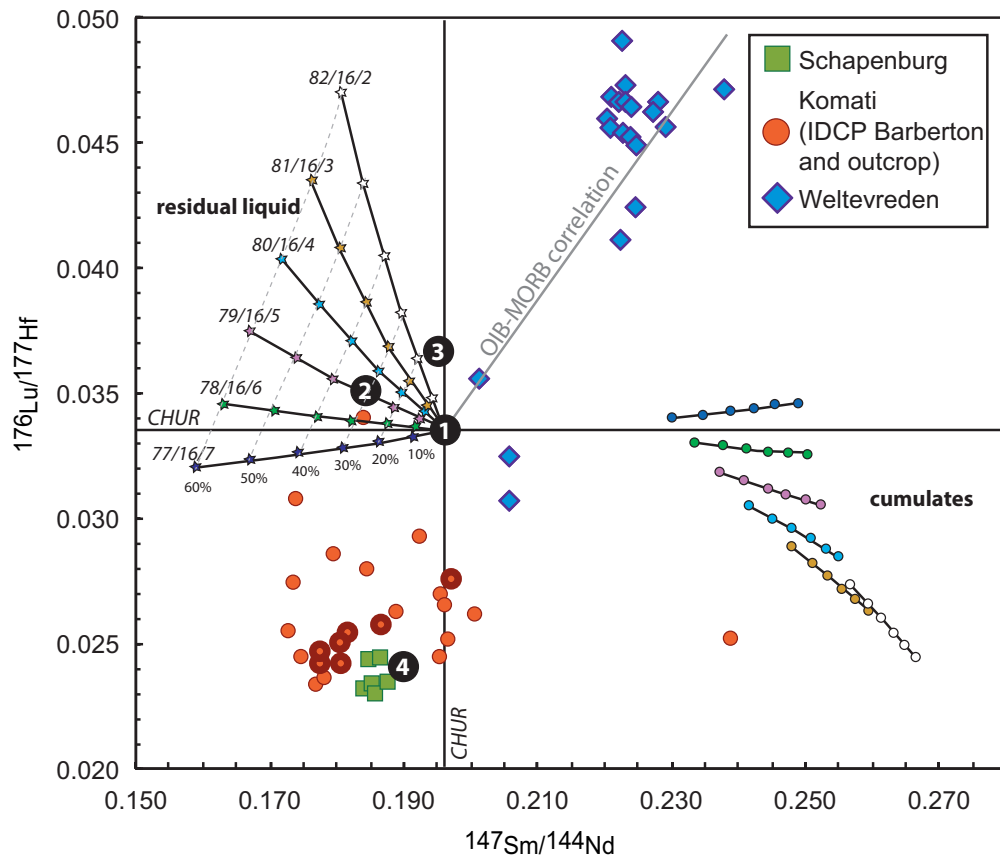 0.050
0.045
0.040
0.035
0.030
0.025
0.020
176Lu/177Hf
0.150
0.170
0.190
0.210
0.230
0.250
0.270
147Sm/144Nd
Schapenburg
Komati
(IDCP Barberton
and outcrop)
Weltevreden
82/16/2
81/16/3
residual liquid
80/16/4
79/16/5
78/16/6
CHUR
77/16/7
60%
50%
40%
30%
20%
10%
3
2
1
4
OIB-MORB correlation
cumulates
CHUR